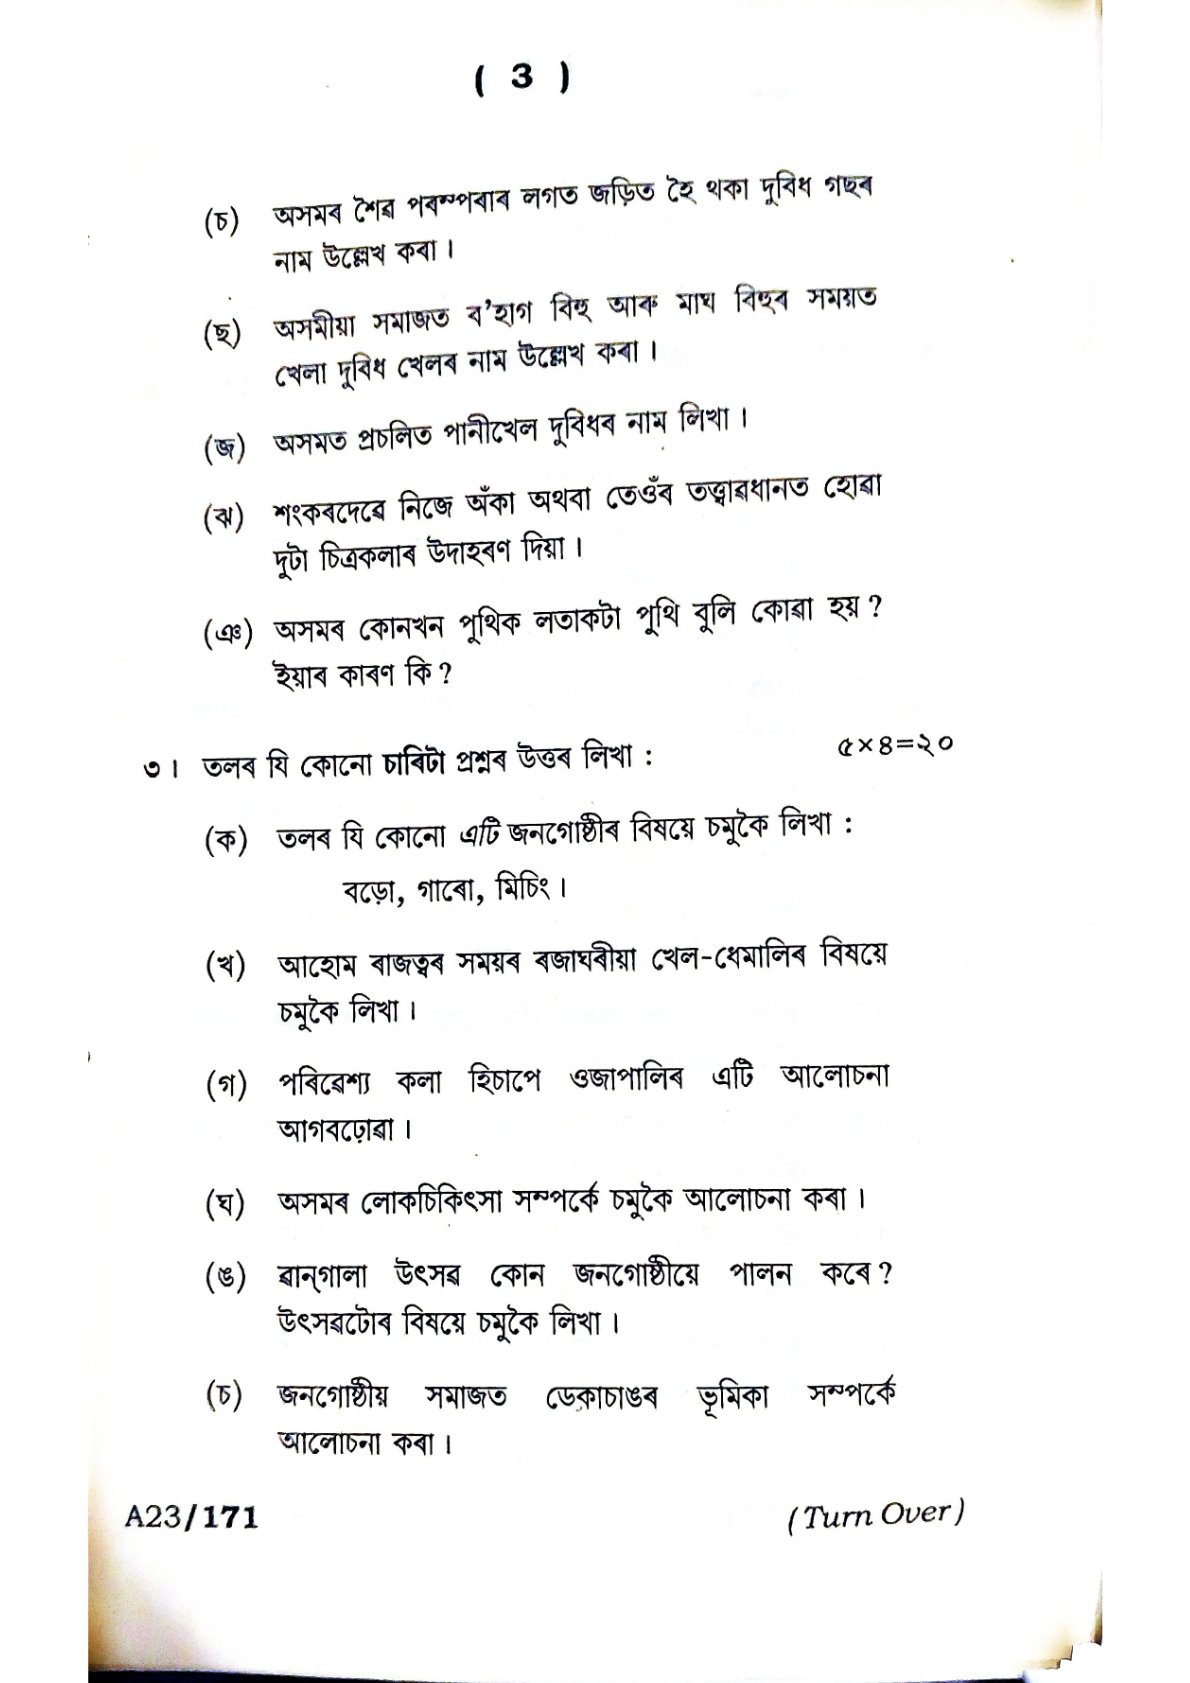 ( 3 )
(চ) অসমৰ শৈৱ পৰম্পৰাৰ লগত জড়িত হৈ থকা দুবিধ গছৰ
নাম উল্লেখ কৰা ।
(ছ) অসমীয়া সমাজত ব'হাগ বিহু আৰু মাঘ বিহুৰ সময়ত
খেলা দুবিধ খেলৰ নাম উল্লেখ কৰা ।
(জ) অসমত প্ৰচলিত পানীখেল দুবিধৰ নাম লিখা ।
(ঝ) শংকৰদেৱে নিজে অঁকা অথবা তেওঁৰ তত্ত্বাৱধানত হোৱা
দুটা চিত্ৰকলাৰ উদাহৰণ দিয়া ।
(ঞ) অসমৰ কোনখন পুথিক লতাকটা পুথি বুলি কোৱা হয় ?
ইয়াৰ কাৰণ কি ?
৩ । তলৰ যি কোনো চাৰিটা প্ৰশ্নৰ উত্তৰ লিখা : ৫×৪=২০
(ক) তলৰ যি কোনো এটি জনগোষ্ঠীৰ বিষয়ে চমুকৈ লিখা :
বড়ো, গাৰো, মিচিং ।
(খ) আহোম ৰাজত্বৰ সময়ৰ ৰজাঘৰীয়া খেল-ধেমালিৰ বিষয়ে
চমুকৈ লিখা ।
(গ) পৰিৱেশ্য কলা হিচাপে ওজাপালিৰ এটি আলোচনা
আগবঢ়োৱা ।
(ঘ) অসমৰ লোকচিকিৎসা সম্পৰ্কে চমুকৈ আলোচনা কৰা ।
(ঙ) ৱান্‌গালা উৎসৱ কোন জনগোষ্ঠীয়ে পালন কৰে ?
উৎসৱটোৰ বিষয়ে চমুকৈ লিখা ।
(চ) জনগোষ্ঠীয় সমাজত ডেকাচাঙৰ ভূমিকা সম্পৰ্কে
আলোচনা কৰা ।
A23/171 (Turn Over)